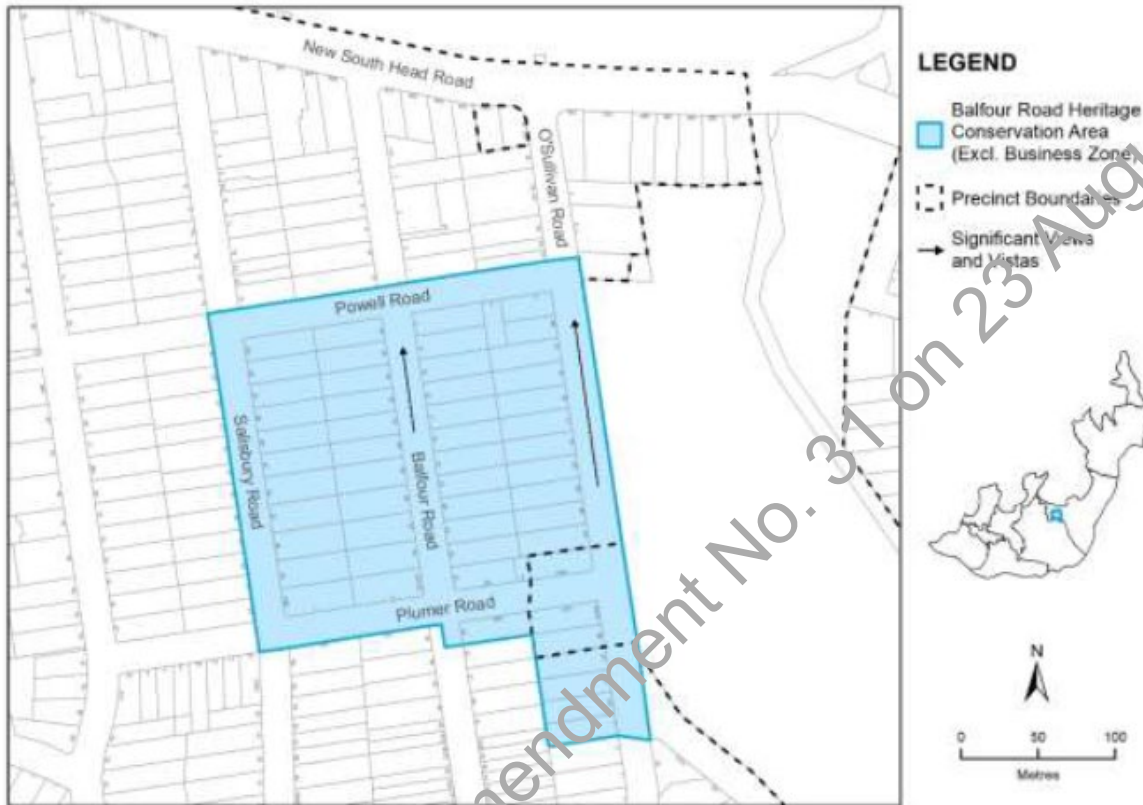 New South Head Road
O'Sullivan Road
Powell Road
Salisbury Road
Balfour Road
Plumer Road
LEGEND
Balfour Road Heritage
Conservation Area
(Excl. Business Zone)
Precinct Boundaries
Significant Views
and Vistas
N
0 50 100
Metres
endment No. 31 on 23 Aug